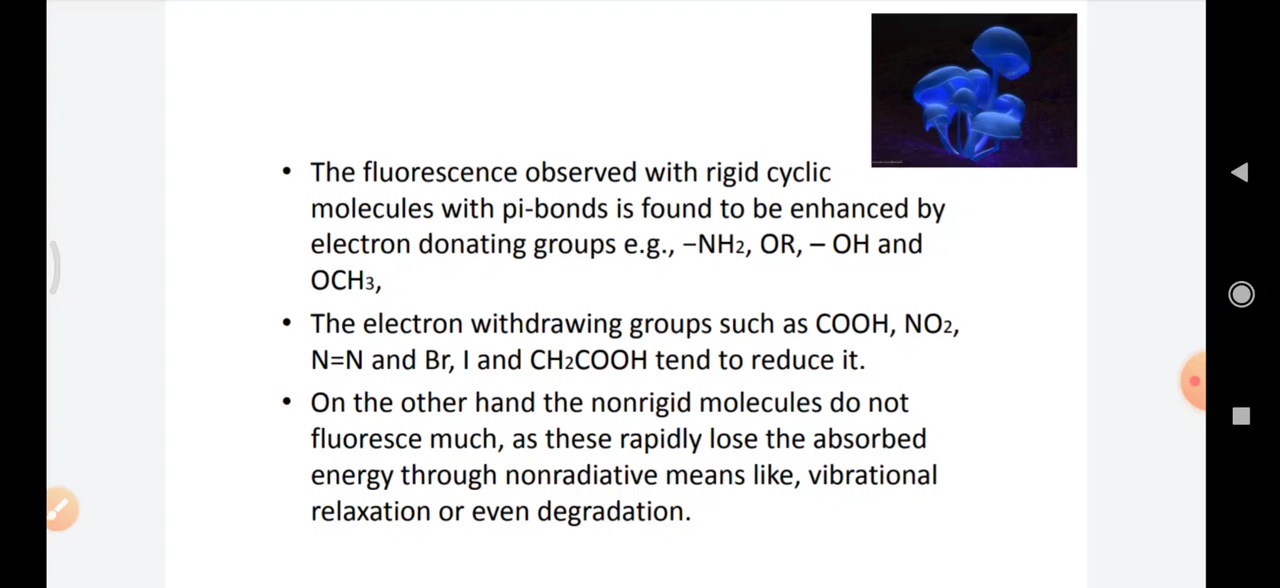 • The fluorescence observed with rigid cyclic
molecules with pi-bonds is found to be enhanced by
electron donating groups e.g., −NH2, OR, – OH and
OCH3,
• The electron withdrawing groups such as COOH, NO2,
N=N and Br, I and CH2COOH tend to reduce it.
• On the other hand the nonrigid molecules do not
fluoresce much, as these rapidly lose the absorbed
energy through nonradiative means like, vibrational
relaxation or even degradation.